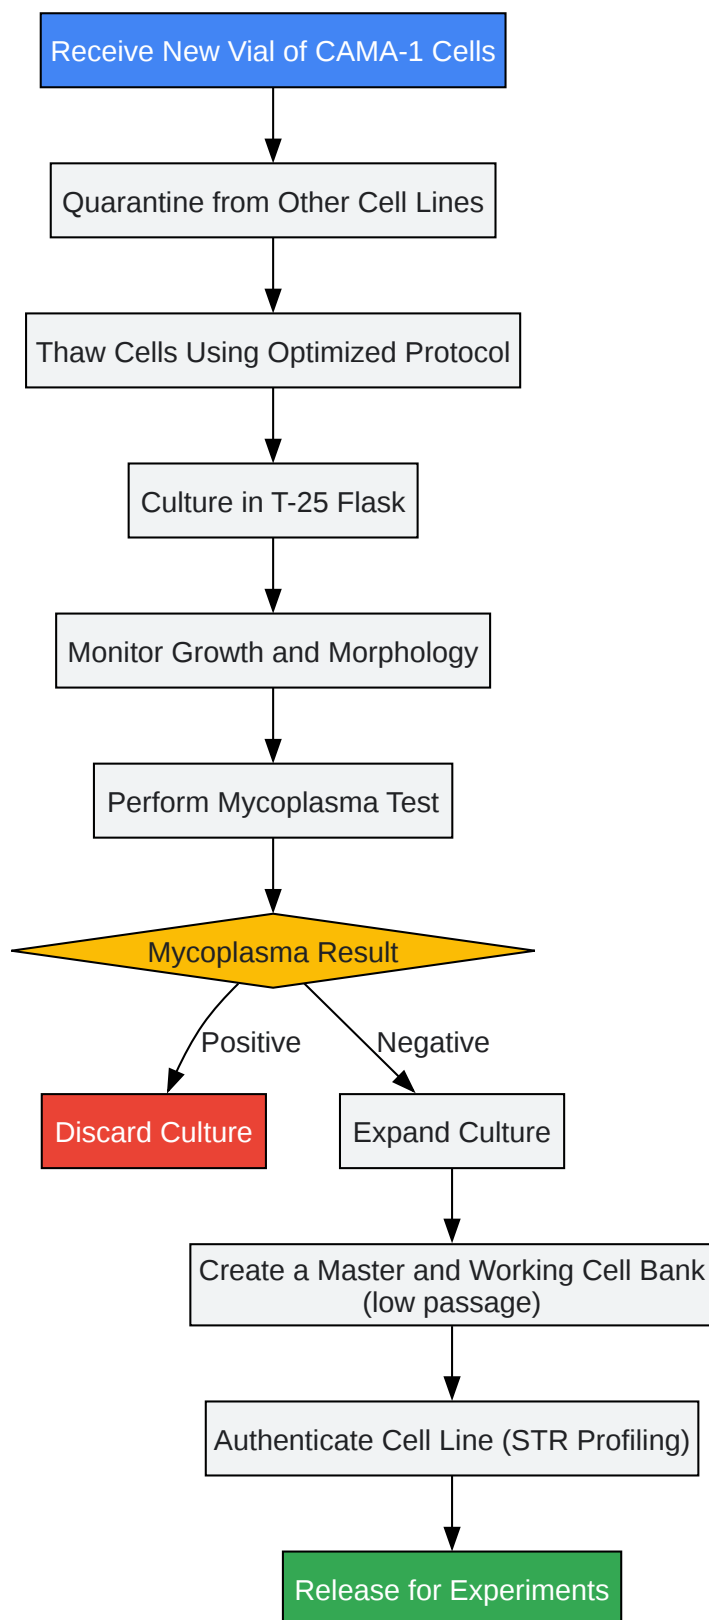 Receive New Vial of CAMA-1 Cells
Quarantine from Other Cell Lines
Thaw Cells Using Optimized Protocol
Culture in T-25 Flask
Monitor Growth and Morphology
Perform Mycoplasma Test
Mycoplasma Result
Positive
Negative
Discard Culture
Expand Culture
Create a Master and Working Cell Bank
(low passage)
Authenticate Cell Line (STR Profiling)
Release for Experiments